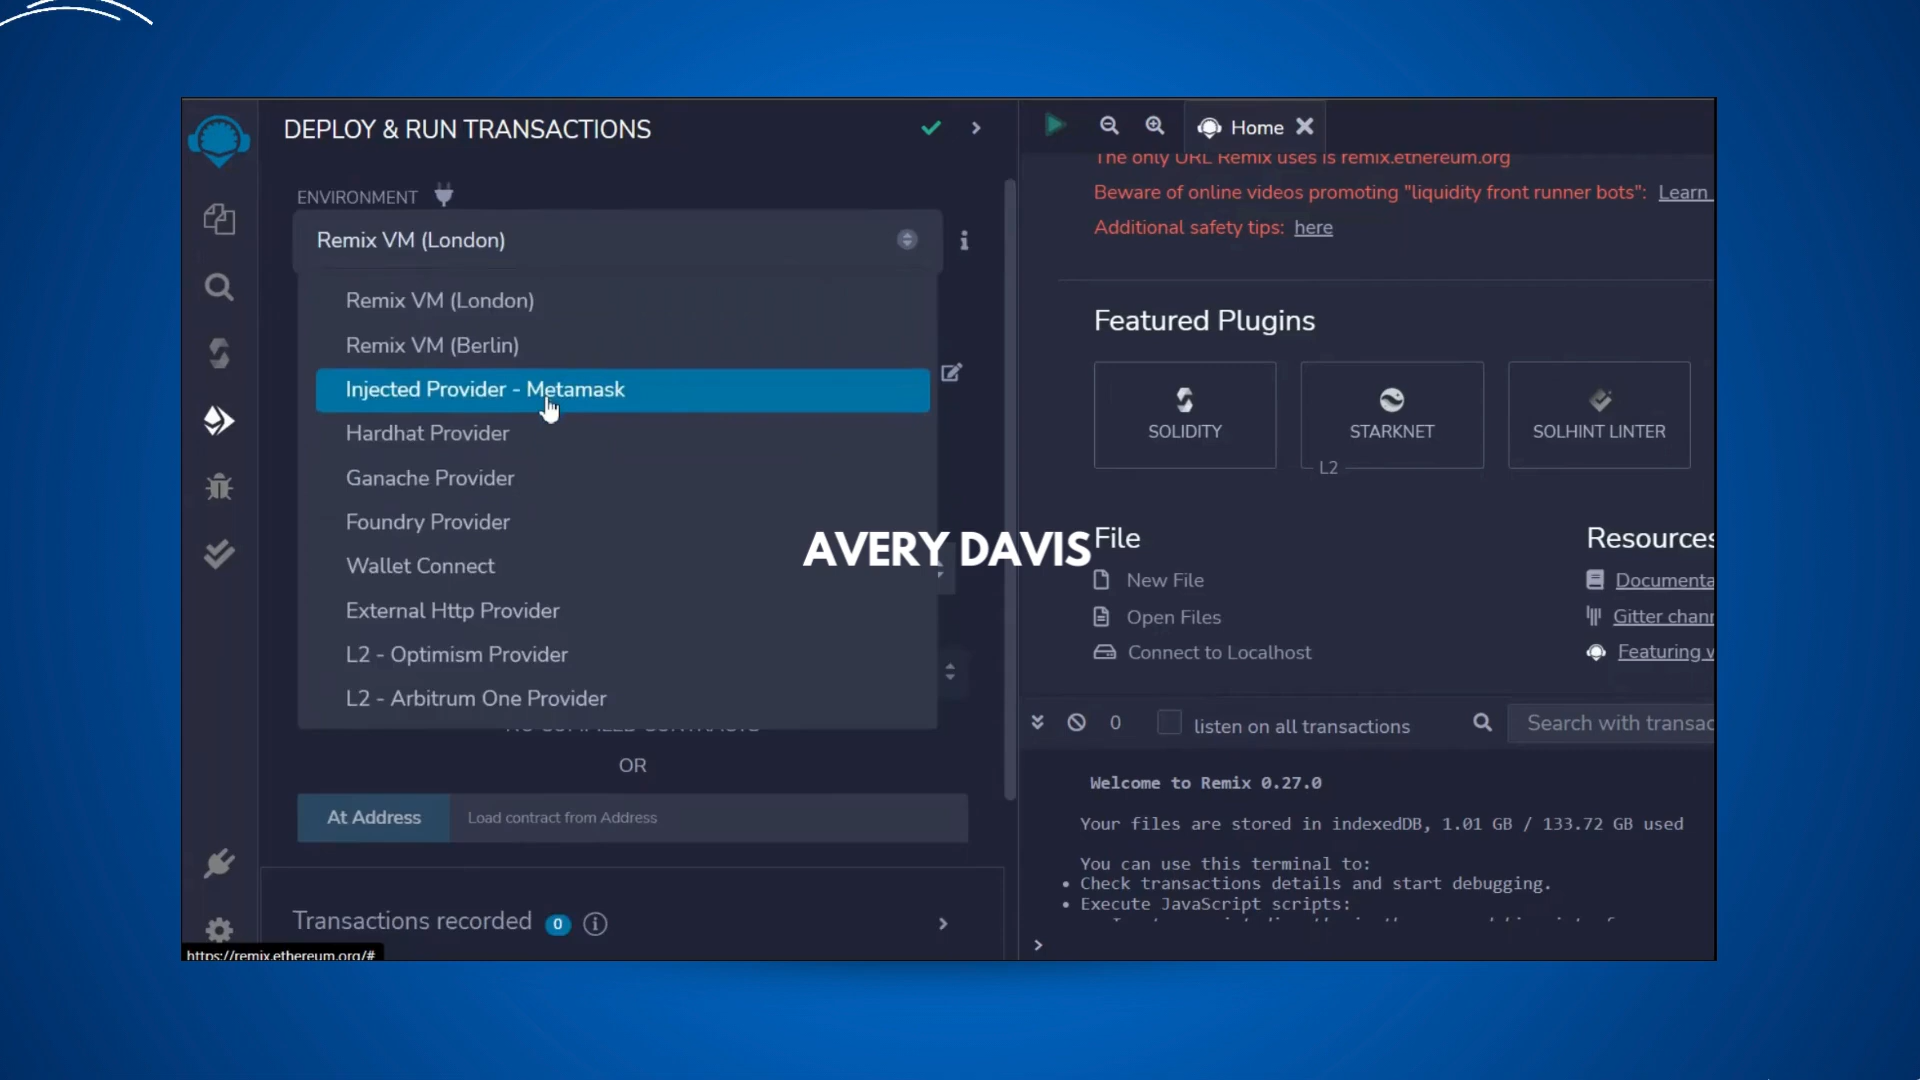 DEPLOY & RUN TRANSACTIONS
ENVIRONMENT
Remix VM (London)
Remix VM (London)
Remix VM (Berlin)
Injected Provider - Metamask
Hardhat Provider
Ganache Provider
Foundry Provider
Wallet Connect
External Http Provider
L2 - Optimism Provider
L2 - Arbitrum One Provider
OR
At Address
Load contract from Address
Transactions recorded 0
https://remix.ethereum.org/#
AVERY DAVIS
Home
The only URL Remix uses is remix.ethereum.org
Beware of online videos promoting "liquidity front runner bots": Learn
Additional safety tips: here
Featured Plugins
SOLIDITY
STARKNET
L2
SOLHINT LINTER
File
New File
Open Files
Connect to Localhost
Resources
Documenta
Gitter chann
Featuring w
0
listen on all transactions
Search with transac
Welcome to Remix 0.27.0
Your files are stored in indexedDB, 1.01 GB / 133.72 GB used
You can use this terminal to:
• Check transactions details and start debugging.
• Execute JavaScript scripts: